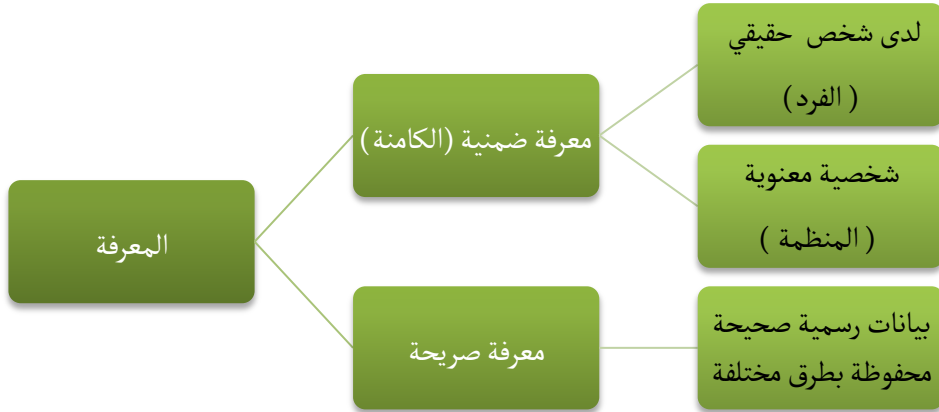 المعرفة
معرفة ضمنية (الكامنة)
لدى شخص حقيقي
(الفرد)
شخصية معنوية
(المنظمة )
معرفة صريحة
بيانات رسمية صحيحة
محفوظة بطرق مختلفة